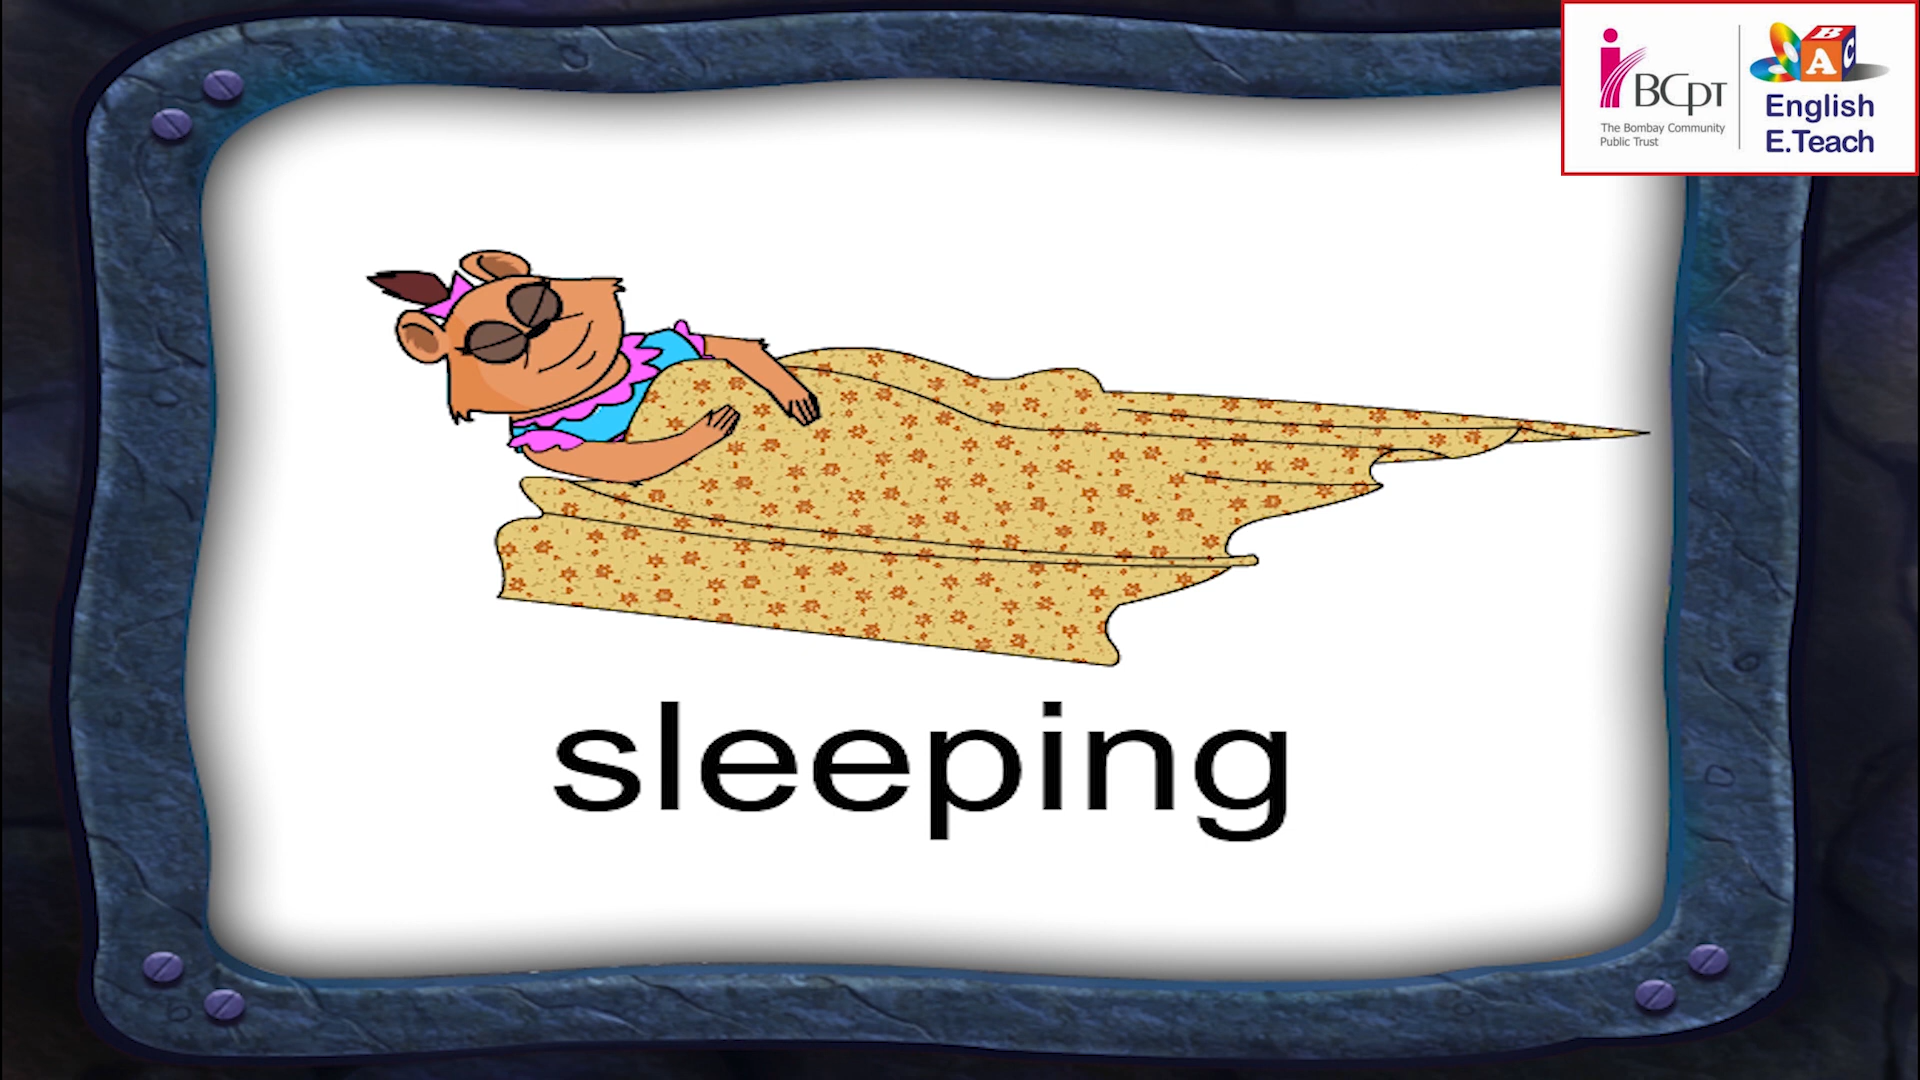 BCPT
The Bombay Community
Public Trust
B
A
C
English
E.Teach
sleeping